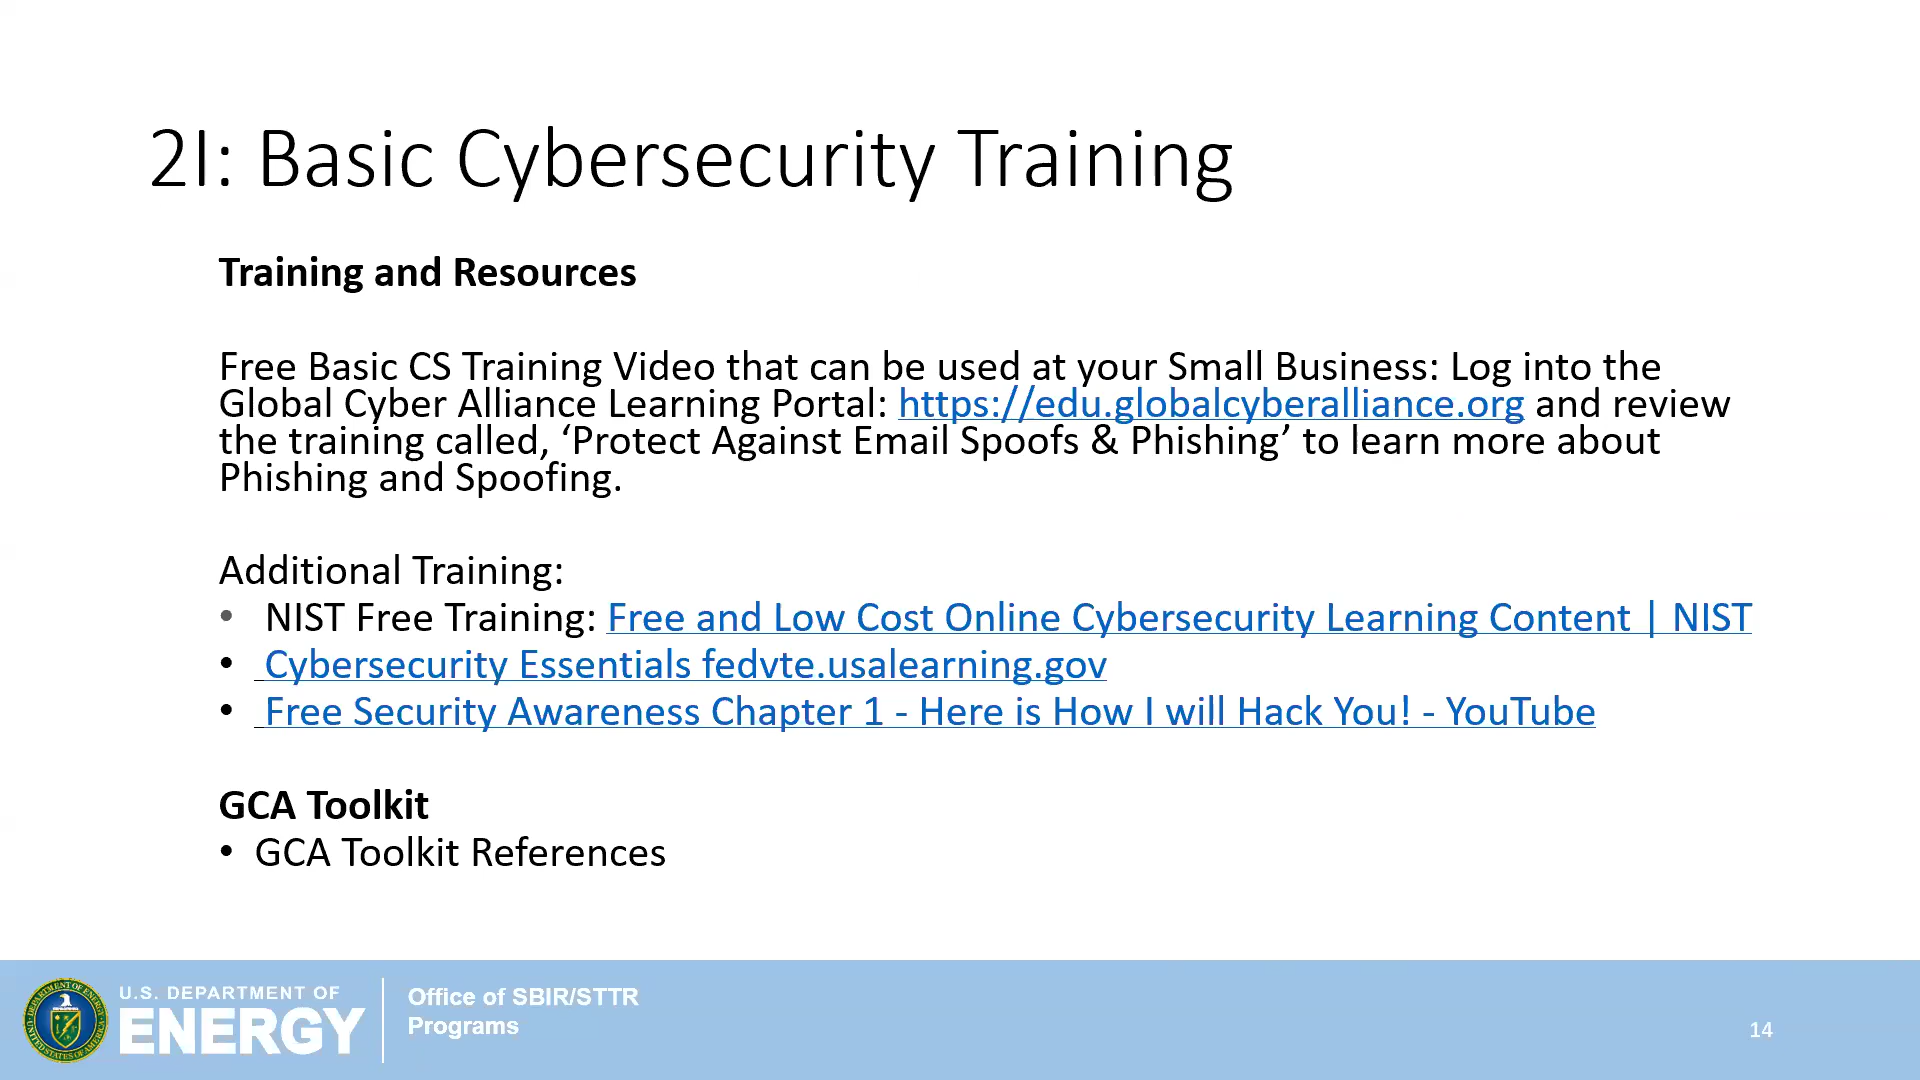 2I: Basic Cybersecurity Training
Training and Resources
Free Basic CS Training Video that can be used at your Small Business: Log into the
Global Cyber Alliance Learning Portal: https://edu.globalcyberalliance.org and review
the training called, ‘Protect Against Email Spoofs & Phishing’ to learn more about
Phishing and Spoofing.
Additional Training:
• NIST Free Training: Free and Low Cost Online Cybersecurity Learning Content | NIST
• Cybersecurity Essentials fedvte.usalearning.gov
• Free Security Awareness Chapter 1 - Here is How I will Hack You! - YouTube
GCA Toolkit
• GCA Toolkit References
U.S. DEPARTMENT OF
ENERGY
Office of SBIR/STTR
Programs
14